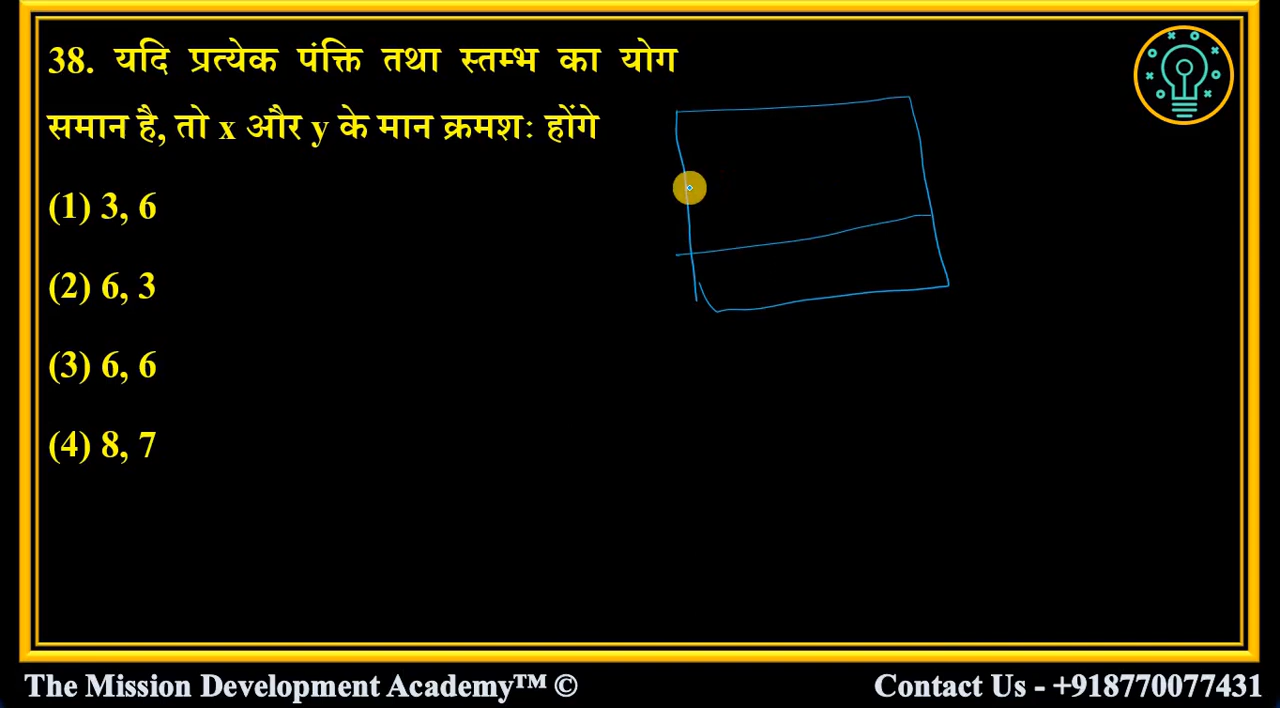 38. यदि प्रत्येक पंक्ति तथा स्तम्भ का योग
समान है, तो x और y के मान क्रमशः होंगे
(1) 3, 6
(2) 6, 3
(3) 6, 6
(4) 8, 7
The Mission Development Academy™ ©
Contact Us - +918770077431